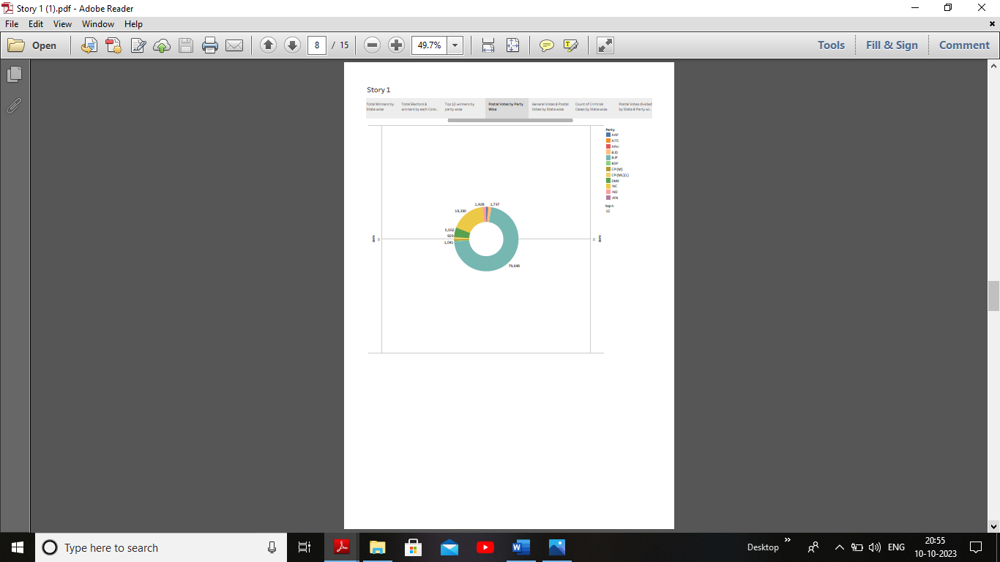 Story 1 (1).pdf - Adobe Reader
File Edit View Window Help
Open 8 / 15 49.7% Tools Fill & Sign Comment
Story 1
Total Winners by State wise
Total Electors & winners by each Cons..
Top 12 winners by party wise
Postal Votes by Party Wise
General Votes & Postal Votes by State wise
Count of Criminal Cases by State wise
Postal Votes divided by State & Party wi..
Party
AAP
AITC
APoI
BJD
BJP
BSP
CPI(M)
CPI(ML)(L)
DMK
INC
IND
JKN
top n
12
1,928 1,737
19,330
5,502
929
1,041
79,648
zero 0
0 zero
Type here to search
Desktop
ENG
20:55
10-10-2023